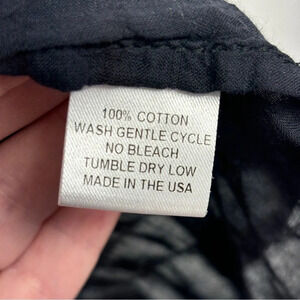 100% COTTON
WASH GENTLE CYCLE
NO BLEACH
TUMBLE DRY LOW
MADE IN THE USA